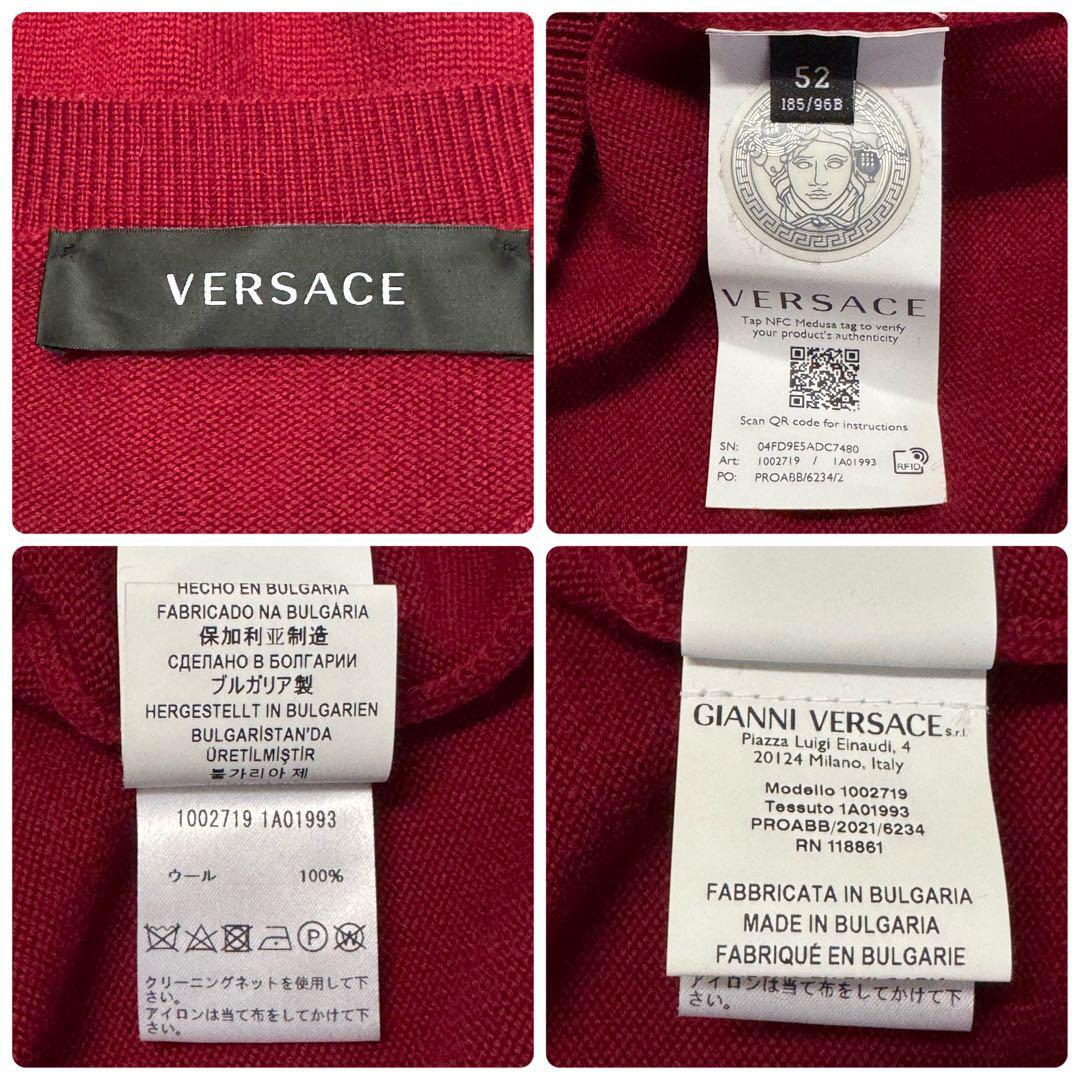 VERSACE
52
185/96B
VERSACE
Tap NFC Medusa tag to verify
your product's authenticity
Scan QR code for instructions
SN: 04FD9E5ADC7480
Art: 1002719 / 1A01993
PO: PROABB/6234/2
RFID
HECHO EN BULGARIA
FABRICADO NA BULGÁRIA
保加利亚制造
СДЕЛАНО В БОЛГАРИИ
ブルガリア製
HERGESTELLT IN BULGARIEN
BULGARİSTAN'DA
ÜRETİLMİŞTİR
불가리아 제
1002719 1A01993
ウール 100%
P W
クリーニングネットを使用して下
さい。
アイロンは当て布をしてかけて下
さい。
GIANNI VERSACE S.r.l.
Piazza Luigi Einaudi, 4
20124 Milano, Italy
Modello 1002719
Tessuto 1A01993
PROABB/2021/6234
RN 118861
FABBRICATA IN BULGARIA
MADE IN BULGARIA
FABRIQUÉ EN BULGARIE
アイロンは当て布をしてかけて下
さい。